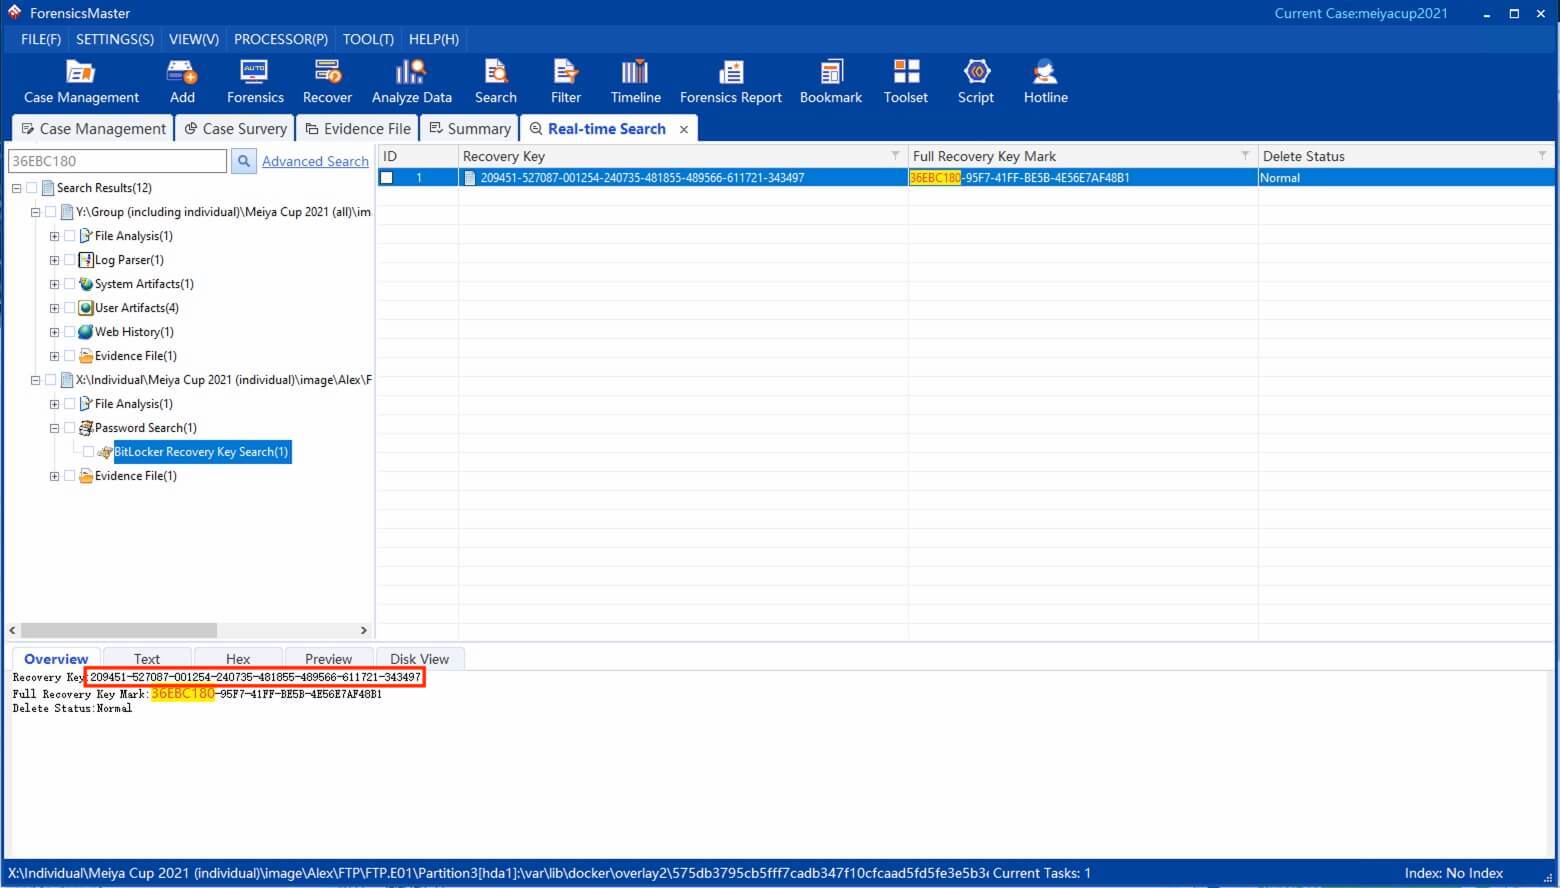 ForensicsMaster
Current Case:meiyacup2021
FILE(F) SETTINGS(S) VIEW(V) PROCESSOR(P) TOOL(T) HELP(H)
AUTO
Case Management Add Forensics Recover Analyze Data Search Filter Timeline Forensics Report Bookmark Toolset Script Hotline
Case Management Case Survery Evidence File Summary Real-time Search
36EBC180 Advanced Search
Search Results(12)
Y:\Group (including individual)\Meiya Cup 2021 (all)\im
File Analysis(1)
Log Parser(1)
System Artifacts(1)
User Artifacts(4)
Web History(1)
Evidence File(1)
X:\Individual\Meiya Cup 2021 (individual)\image\Alex\F
File Analysis(1)
Password Search(1)
BitLocker Recovery Key Search(1)
Evidence File(1)
ID Recovery Key Full Recovery Key Mark Delete Status
1 209451-527087-001254-240735-481855-489566-611721-343497 36EBC180-95F7-41FF-BE5B-4E56E7AF48B1 Normal
Overview Text Hex Preview Disk View
Recovery Key:209451-527087-001254-240735-481855-489566-611721-343497
Full Recovery Key Mark:36EBC180-95F7-41FF-BE5B-4E56E7AF48B1
Delete Status:Normal
X:\Individual\Meiya Cup 2021 (individual)\image\Alex\FTP\FTP.E01\Partition3[hda1]:\var\lib\docker\overlay2\575db3795cb5fff7cadb347f10cfcaad5fd5fe3e5b3 Current Tasks: 1
Index: No Index